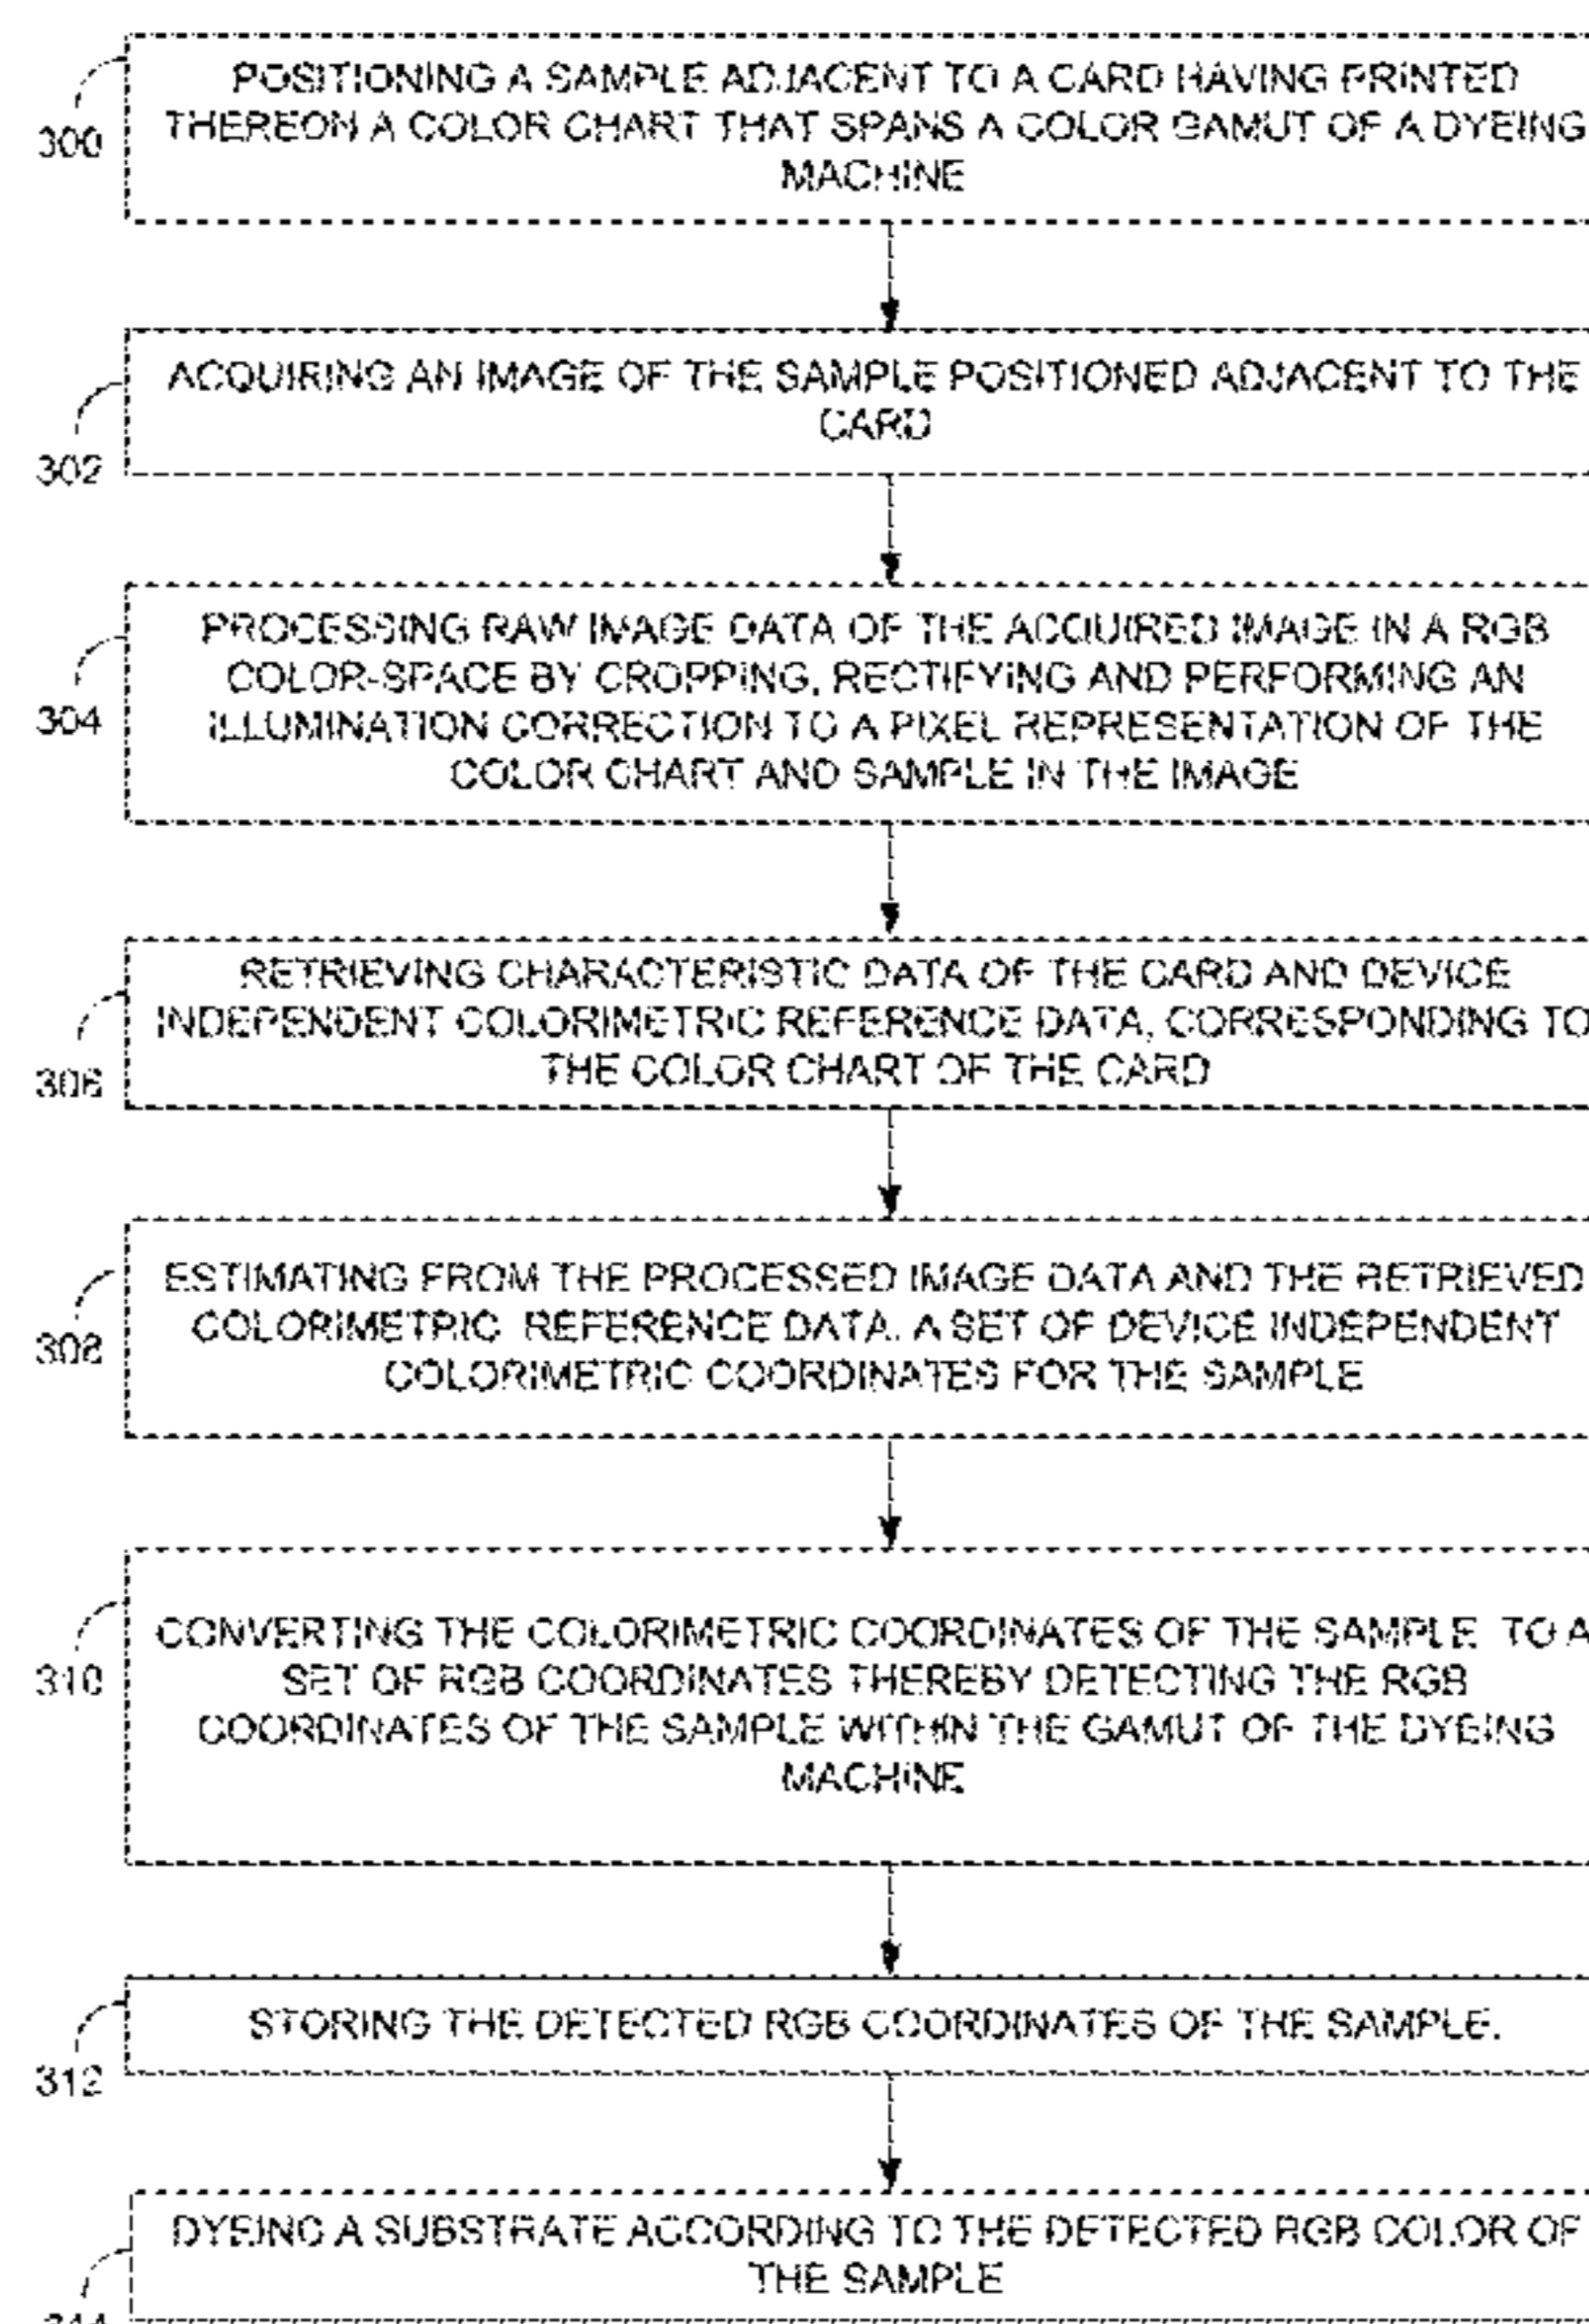 POSITIONING A SAMPLE ADJACENT TO A CARD HAVING PRINTED
THEREON A COLOR CHART THAT SPANS A COLOR GAMUT OF A DYEING
MACHINE
300
ACQUIRING AN IMAGE OF THE SAMPLE POSITIONED ADJACENT TO THE
CARD
302
PROCESSING RAW IMAGE DATA OF THE ACQUIRED IMAGE IN A RGB
COLOR-SPACE BY CROPPING, RECTIFYING AND PERFORMING AN
ILLUMINATION CORRECTION TO A PIXEL REPRESENTATION OF THE
COLOR CHART AND SAMPLE IN THE IMAGE
304
RETRIEVING CHARACTERISTIC DATA OF THE CARD AND DEVICE
INDEPENDENT COLORIMETRIC REFERENCE DATA, CORRESPONDING TO
THE COLOR CHART OF THE CARD
306
ESTIMATING FROM THE PROCESSED IMAGE DATA AND THE RETRIEVED
COLORIMETRIC REFERENCE DATA, A SET OF DEVICE INDEPENDENT
COLORIMETRIC COORDINATES FOR THE SAMPLE
308
CONVERTING THE COLORIMETRIC COORDINATES OF THE SAMPLE TO A
SET OF RGB COORDINATES THEREBY DETECTING THE RGB
COORDINATES OF THE SAMPLE WITHIN THE GAMUT OF THE DYEING
MACHINE
310
STORING THE DETECTED RGB COORDINATES OF THE SAMPLE.
312
DYEING A SUBSTRATE ACCORDING TO THE DETECTED RGB COLOR OF
THE SAMPLE